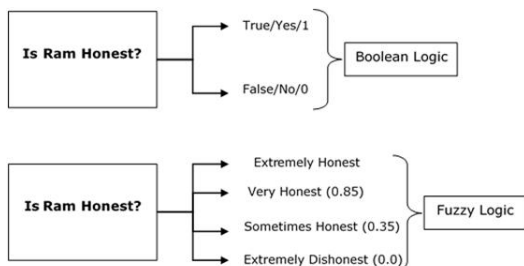 Is Ram Honest?
True/Yes/1
False/No/0
Boolean Logic
Is Ram Honest?
Extremely Honest
Very Honest (0.85)
Sometimes Honest (0.35)
Extremely Dishonest (0.0)
Fuzzy Logic